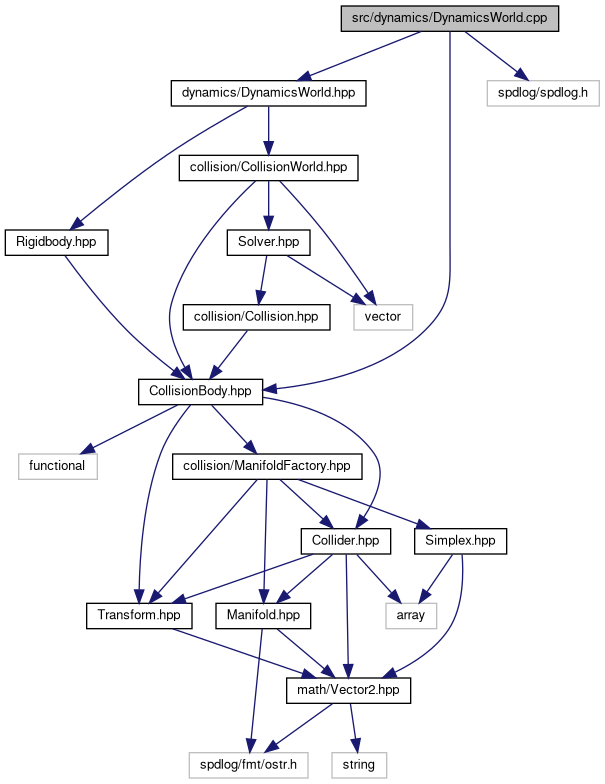 src/dynamics/DynamicsWorld.cpp
dynamics/DynamicsWorld.hpp
spdlog/spdlog.h
collision/CollisionWorld.hpp
Rigidbody.hpp
Solver.hpp
collision/Collision.hpp
vector
CollisionBody.hpp
functional
collision/ManifoldFactory.hpp
Collider.hpp
Simplex.hpp
Transform.hpp
Manifold.hpp
array
math/Vector2.hpp
spdlog/fmt/ostr.h
string